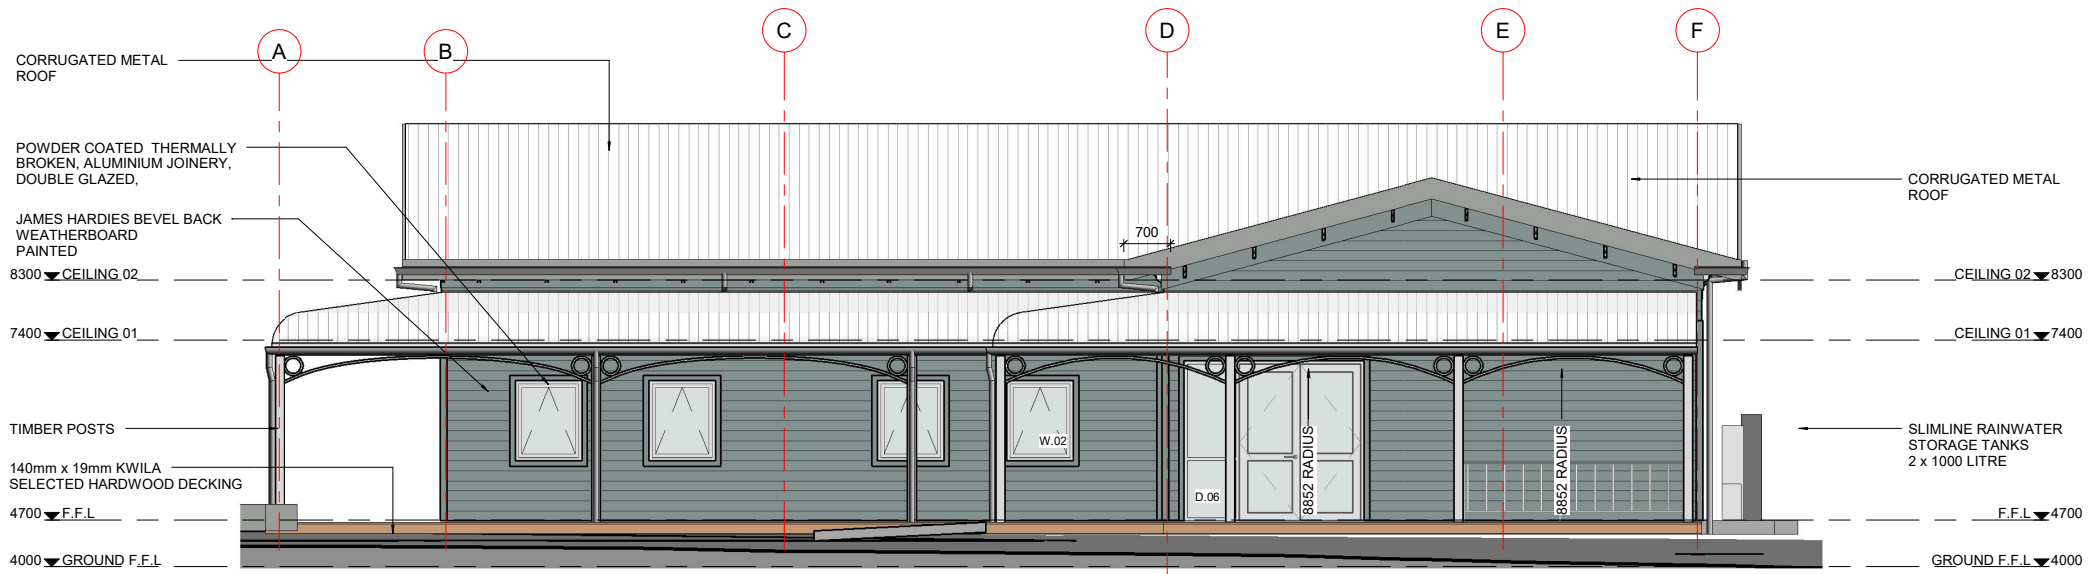 A
B
C
D
E
F
CORRUGATED METAL
ROOF
POWDER COATED THERMALLY
BROKEN, ALUMINIUM JOINERY,
DOUBLE GLAZED,
JAMES HARDIES BEVEL BACK
WEATHERBOARD
PAINTED
8300 CEILING 02
7400 CEILING 01
TIMBER POSTS
140mm x 19mm KWILA
SELECTED HARDWOOD DECKING
4700 F.F.L
4000 GROUND F.F.L
700
W.02
D.06
8852 RADIUS
8852 RADIUS
CORRUGATED METAL
ROOF
CEILING 02 8300
CEILING 01 7400
SLIMLINE RAINWATER
STORAGE TANKS
2 x 1000 LITRE
F.F.L 4700
GROUND F.F.L 4000